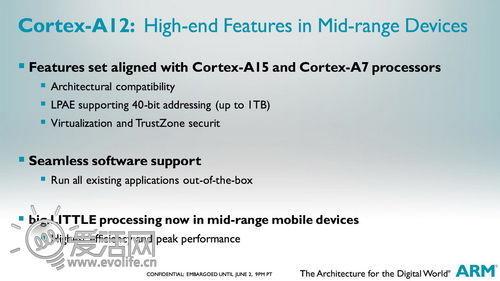 Cortex-A12: High-end Features in Mid-range Devices
Features set aligned with Cortex-A15 and Cortex-A7 processors
Architectural compatibility
LPAE supporting 40-bit addressing (up to 1TB)
Virtualization and TrustZone securit
Seamless software support
Run all existing applications out-of-the-box
big.LITTLE processing now in mid-range mobile devices
Highest efficiency and peak performance
爱活网
www.evolife.cn
CONFIDENTIAL: EMBARGOED UNTIL JUNE 2, 9PM PT
The Architecture for the Digital World®
ARM®